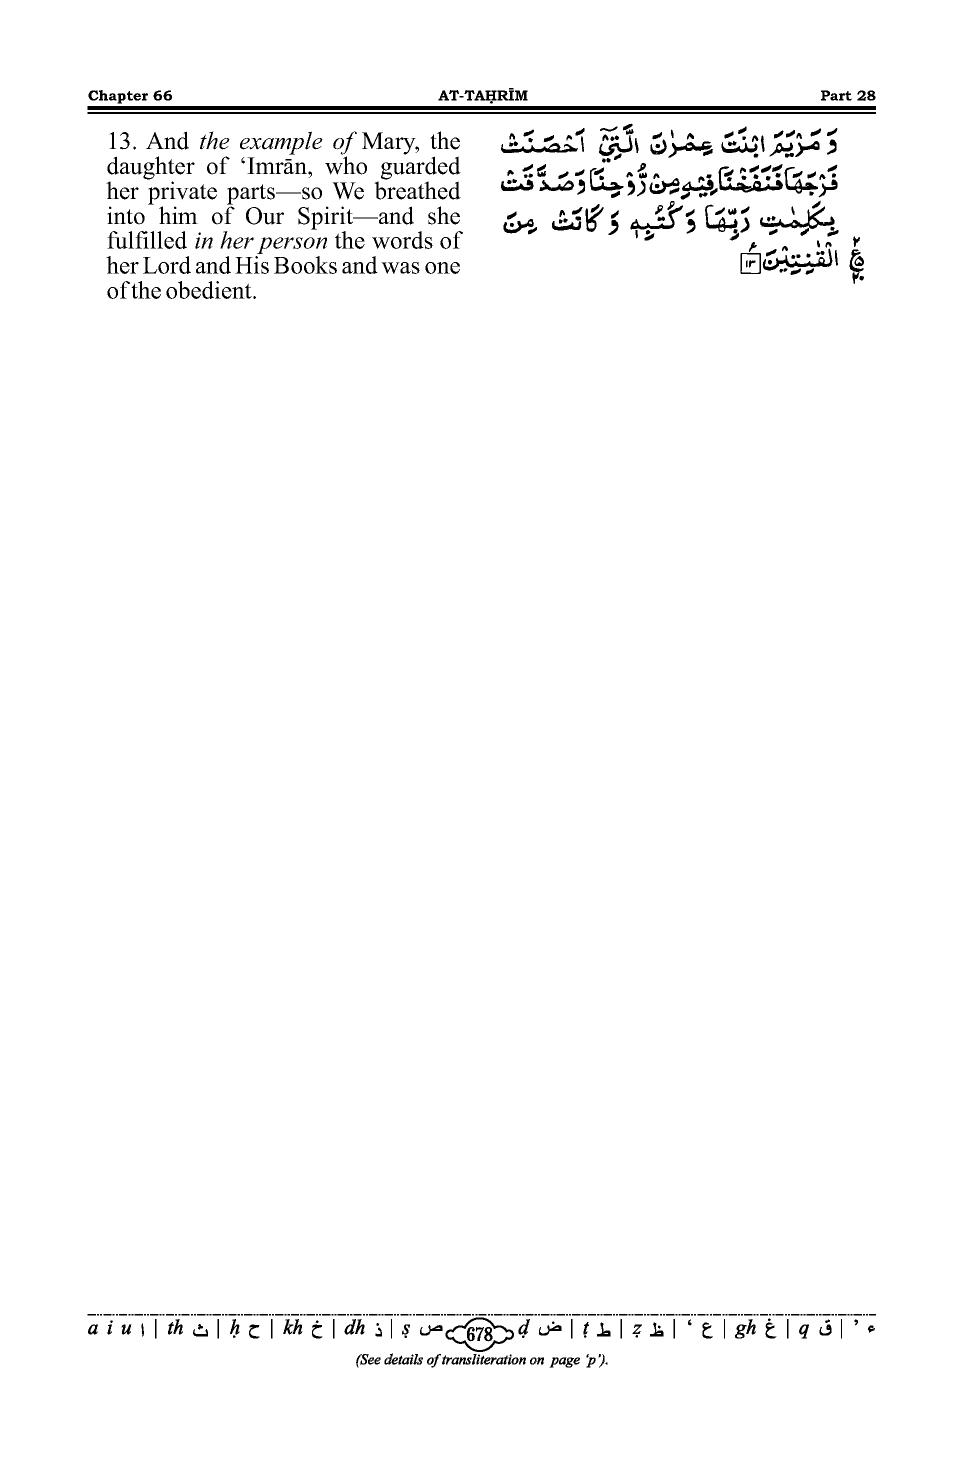 Chapter 66 AT-TAḤRĪM Part 28
13. And the example of Mary, the
daughter of ‘Imrān, who guarded
her private parts—so We breathed
into him of Our Spirit—and she
fulfilled in her person the words of
her Lord and His Books and was one
of the obedient.
وَ مَرْيَمَ ابْنَتَ عِمْرٰنَ الَّتِيْۤ اَحْصَنَتْ
فَرْجَهَا فَنَفَخْنَا فِيْهِ مِنْ رُّوْحِنَا وَ صَدَّقَتْ
بِكَلِمٰتِ رَبِّهَا وَ كُتُبِهٖ وَ كَانَتْ مِنَ
الْقٰنِتِيْنَ ۱۳
a i u ا | th ث | ḥ ح | kh خ | dh ذ | ṣ ص 678 ḍ ض | ṭ ط | ẓ ظ | ‘ ع | gh غ | q ق | ’ ء
(See details of transliteration on page ‘p’).